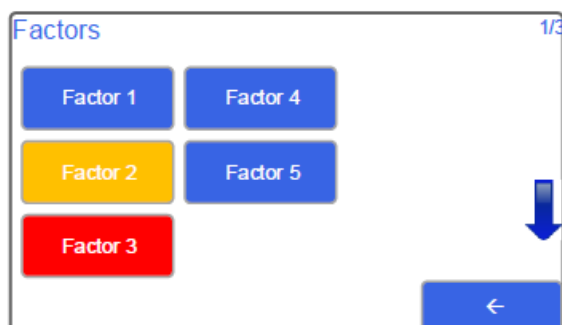 Factors 1/3
Factor 1 Factor 4
Factor 2 Factor 5
Factor 3
←